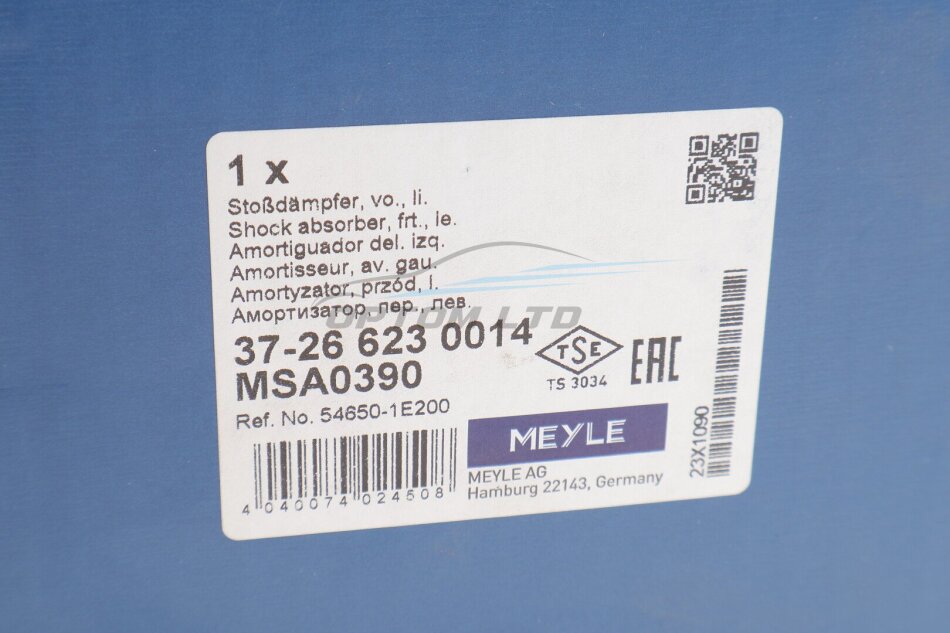 1 x
Stoßdämpfer, vo., li.
Shock absorber, frt., le.
Amortiguador del. izq.
Amortisseur, av. gau.
Amortyzator, przód, l.
Амортизатор, пер., лев.
OPTOM LTD
37-26 623 0014
MSA0390
Ref. No. 54650-1E200
TSE
TS 3034
EAC
MEYLE
MEYLE AG
Hamburg 22143, Germany
4 040074 024508
23X1090